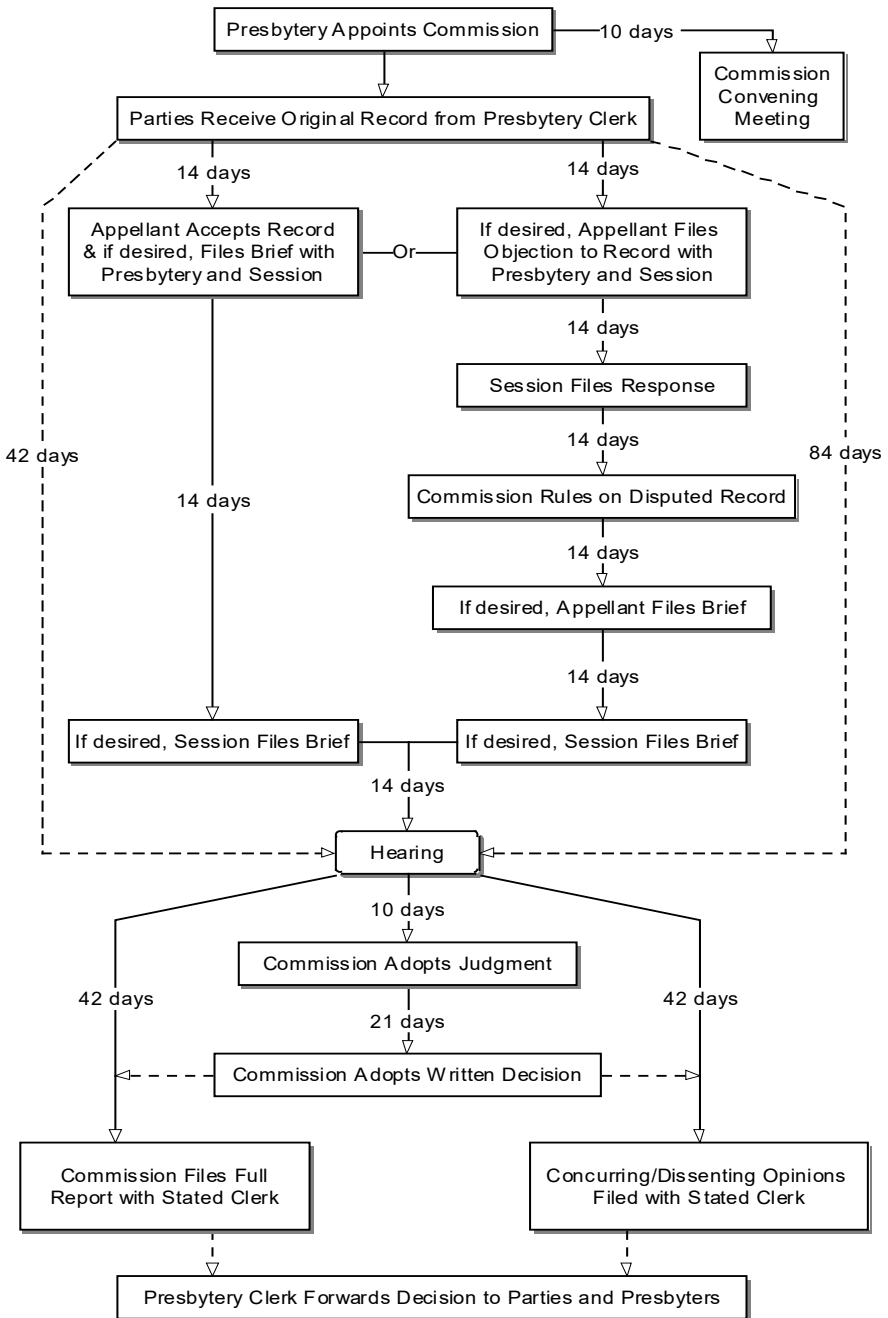 Presbytery Appoints Commission
10 days
Commission
Convening
Meeting
Parties Receive Original Record from Presbytery Clerk
14 days
14 days
Appellant Accepts Record
& if desired, Files Brief with
Presbytery and Session
Or
If desired, Appellant Files
Objection to Record with
Presbytery and Session
14 days
Session Files Response
14 days
42 days
84 days
14 days
Commission Rules on Disputed Record
14 days
If desired, Appellant Files Brief
14 days
If desired, Session Files Brief
If desired, Session Files Brief
14 days
Hearing
10 days
Commission Adopts Judgment
42 days
42 days
21 days
Commission Adopts Written Decision
Commission Files Full
Report with Stated Clerk
Concurring/Dissenting Opinions
Filed with Stated Clerk
Presbytery Clerk Forwards Decision to Parties and Presbyters